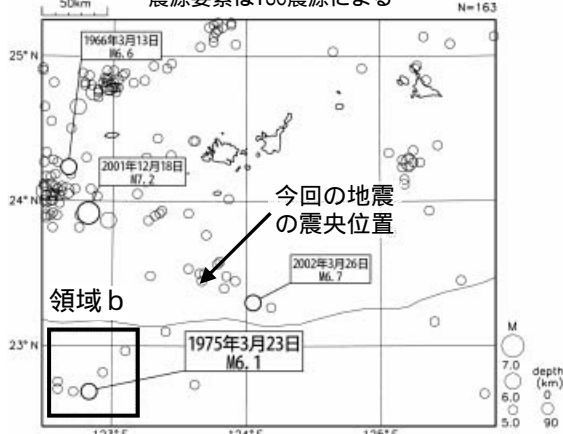 50km
震源要素はISC震源による
N=163
25°N
1966年3月13日
M6.6
2001年12月18日
M7.2
24°N
今回の地震
の震央位置
2002年3月26日
M6.7
領域b
23°N
1975年3月23日
M6.1
M
7.0
6.0
5.0
depth
(km)
0
90